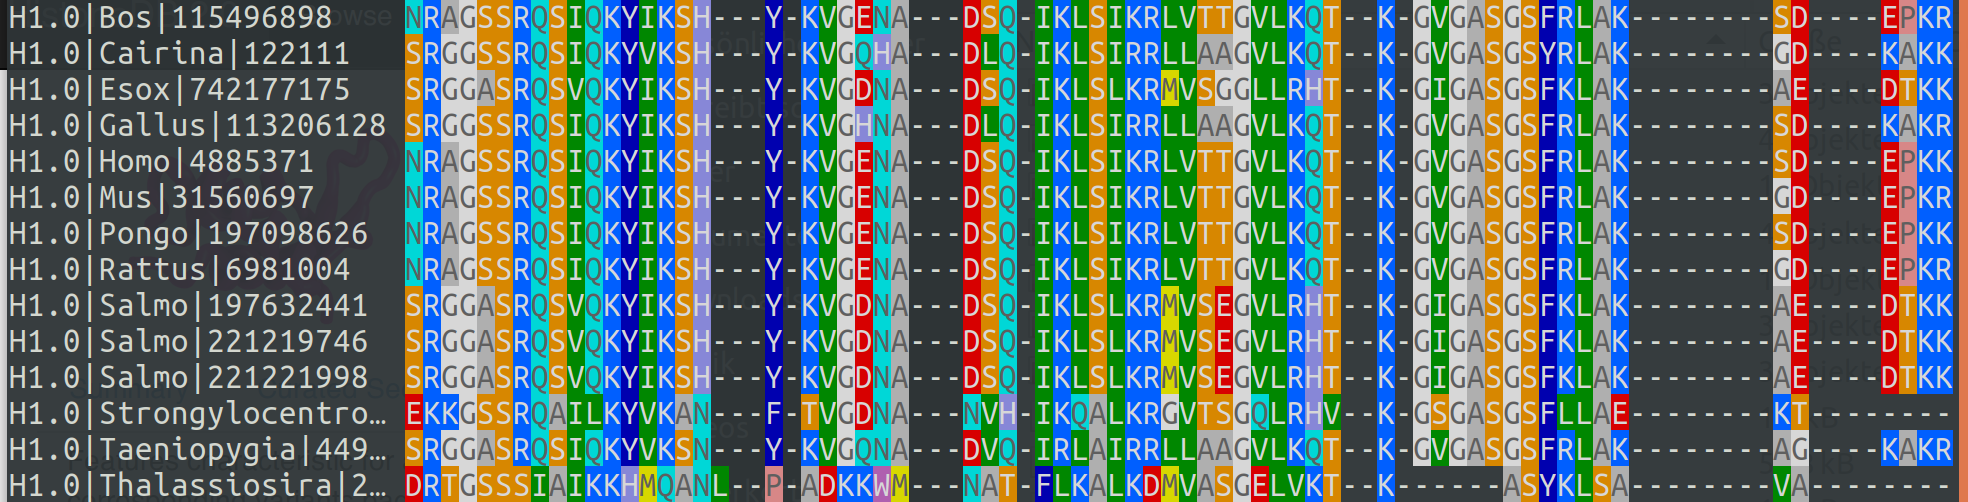 H1.0|Bos|115496898 NRAGSSRQSIQKYIKSH---Y-KVGENA---DSQ-IKLSIKRLVTTGVLKQT--K-GVGASGSFRLAK--------SD----EPKR
H1.0|Cairina|122111 SRGGSSRQSIQKYVKSH---Y-KVGQHA---DLQ-IKLSIRRLLAAGVLKQT--K-GVGASGSYRLAK--------GD----KAKK
H1.0|Esox|742177175 SRGGASRQSVQKYIKSH---Y-KVGDNA---DSQ-IKLSLKRMVSGGLLRHT--K-GIGASGSFKLAK--------AE----DTKK
H1.0|Gallus|113206128 SRGGSSRQSIQKYIKSH---Y-KVGHNA---DLQ-IKLSIRRLLAAGVLKQT--K-GVGASGSFRLAK--------SD----KAKR
H1.0|Homo|4885371 NRAGSSRQSIQKYIKSH---Y-KVGENA---DSQ-IKLSIKRLVTTGVLKQT--K-GVGASGSFRLAK--------SD----EPKK
H1.0|Mus|31560697 NRAGSSRQSIQKYIKSH---Y-KVGENA---DSQ-IKLSIKRLVTTGVLKQT--K-GVGASGSFRLAK--------GD----EPKR
H1.0|Pongo|197098626 NRAGSSRQSIQKYIKSH---Y-KVGENA---DSQ-IKLSIKRLVTTGVLKQT--K-GVGASGSFRLAK--------SD----EPKK
H1.0|Rattus|6981004 NRAGSSRQSIQKYIKSH---Y-KVGENA---DSQ-IKLSIKRLVTTGVLKQT--K-GVGASGSFRLAK--------GD----EPKR
H1.0|Salmo|197632441 SRGGASRQSVQKYIKSH---Y-KVGDNA---DSQ-IKLSLKRMVSEGVLRHT--K-GIGASGSFKLAK--------AE----DTKK
H1.0|Salmo|221219746 SRGGASRQSVQKYIKSH---Y-KVGDNA---DSQ-IKLSLKRMVSEGVLRHT--K-GIGASGSFKLAK--------AE----DTKK
H1.0|Salmo|221221998 SRGGASRQSVQKYIKSH---Y-KVGDNA---DSQ-IKLSLKRMVSEGVLRHT--K-GIGASGSFKLAK--------AE----DTKK
H1.0|Strongylocentro… EKKGSSRQAILKYVKAN---F-TVGDNA---NVH-IKQALKRGVTSGQLRHV--K-GSGASGSFLLAE--------KT--------
H1.0|Taeniopygia|449… SRGGASRQSIQKYVKSN---Y-KVGQNA---DVQ-IRLAIRRLLAAGVLKQT--K-GVGASGSFRLAK--------AG----KAKR
H1.0|Thalassiosira|2… DRTGSSSIAIKKHMQANL--P-ADKKWM---NAT-FLKALKDMVASGELVKT--K------ASYKLSA--------VA--------